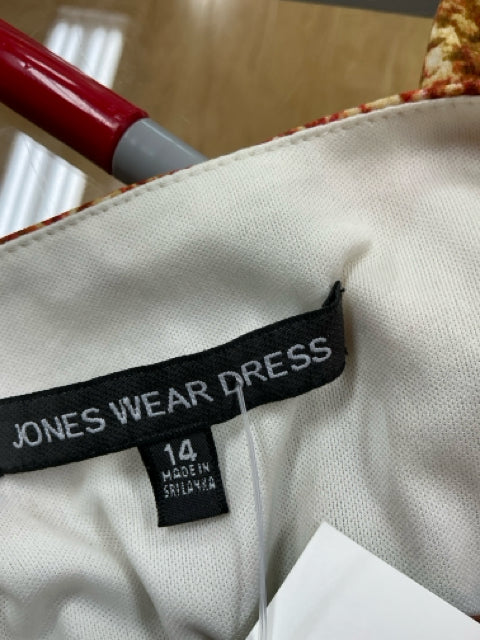 JONES WEAR DRESS
14
MADE IN
SRI LANKA